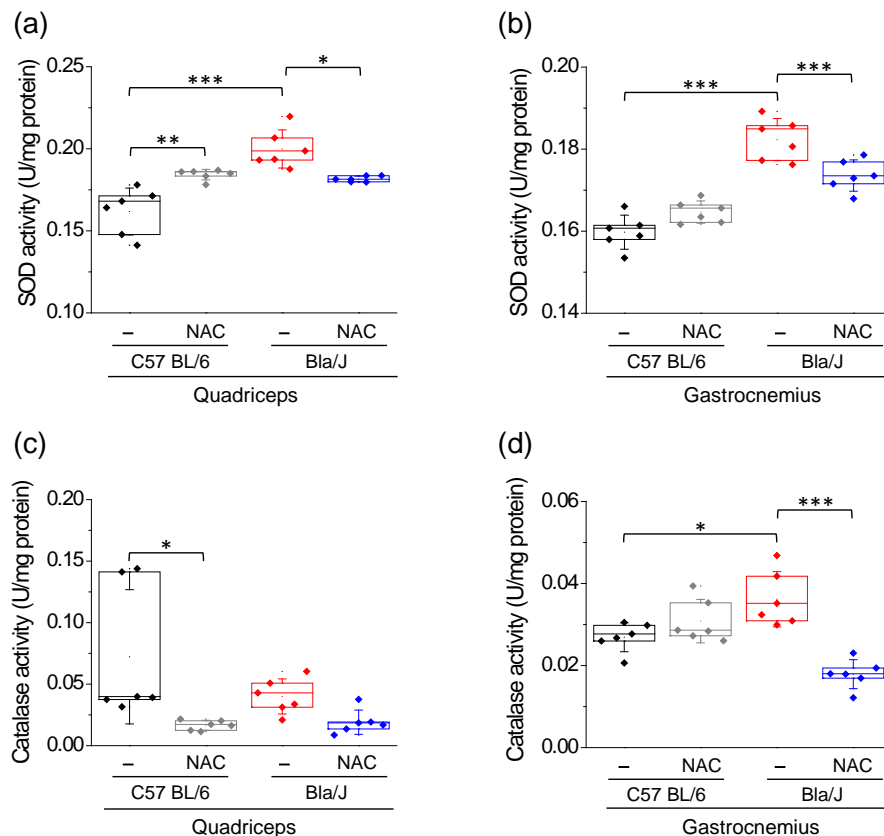 (a)
SOD activity (U/mg protein)
0.25
0.20
0.15
0.10
***
*
**
– NAC – NAC
C57 BL/6 Bla/J
Quadriceps
(b)
SOD activity (U/mg protein)
0.20
0.18
0.16
0.14
***
***
– NAC – NAC
C57 BL/6 Bla/J
Gastrocnemius
(c)
Catalase activity (U/mg protein)
0.20
0.15
0.10
0.05
0.00
*
– NAC – NAC
C57 BL/6 Bla/J
Quadriceps
(d)
Catalase activity (U/mg protein)
0.06
0.04
0.02
0.00
***
*
– NAC – NAC
C57 BL/6 Bla/J
Gastrocnemius